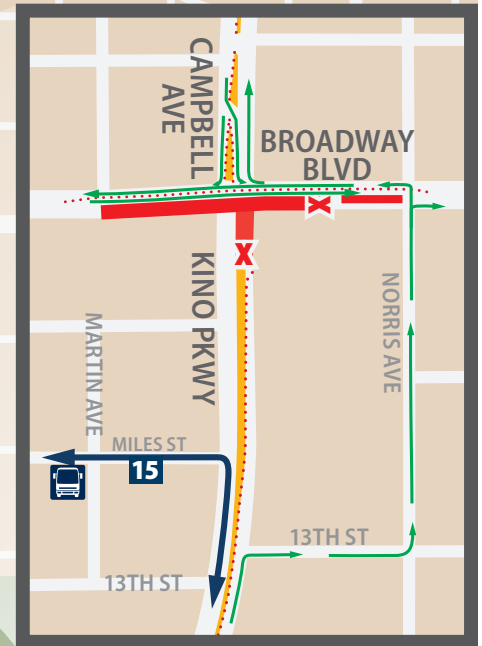 CAMPBELL
AVE
BROADWAY
BLVD
X
X
KINO PKWY
NORRIS AVE
MARTIN AVE
MILES ST
15
13TH ST
13TH ST